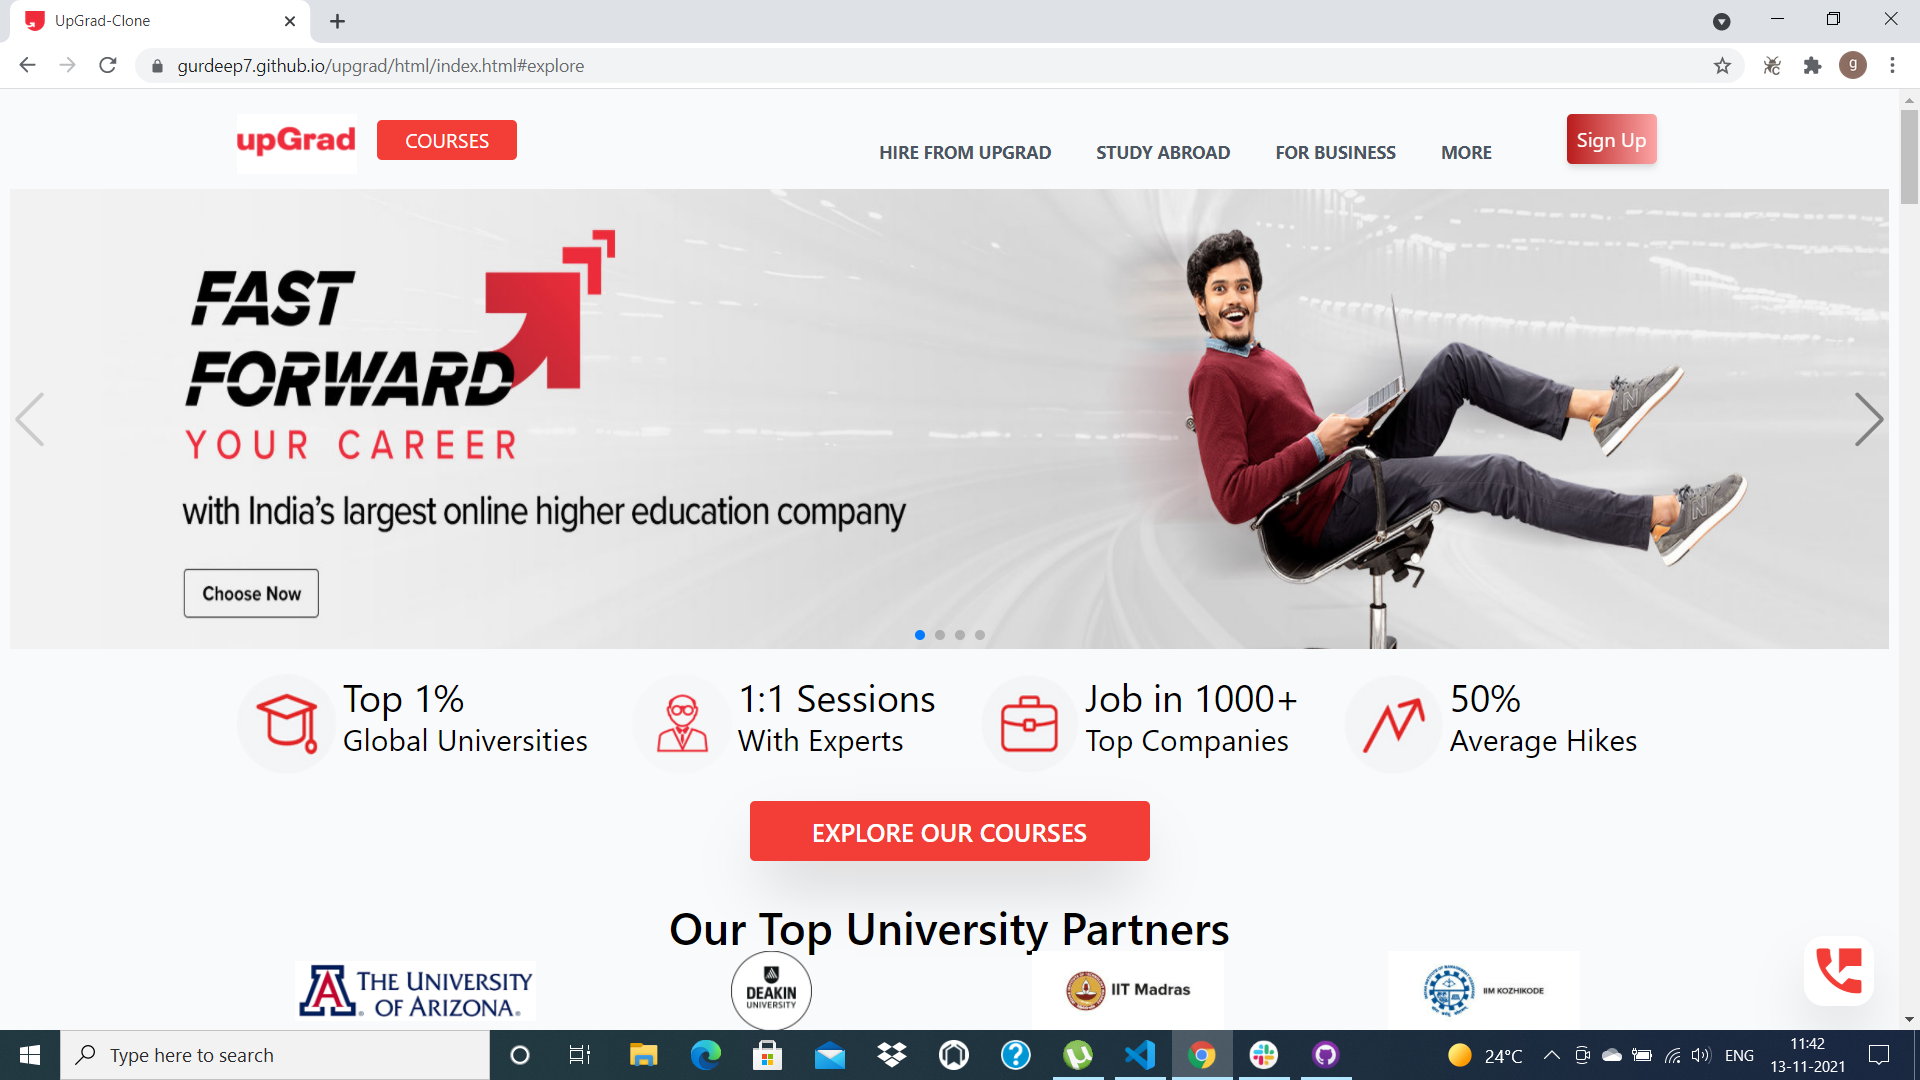 UpGrad-Clone
gurdeep7.github.io/upgrad/html/index.html#explore
g
upGrad
COURSES
HIRE FROM UPGRAD
STUDY ABROAD
FOR BUSINESS
MORE
Sign Up
FAST
FORWARD
YOUR CAREER
with India's largest online higher education company
Choose Now
Top 1%
Global Universities
1:1 Sessions
With Experts
Job in 1000+
Top Companies
50%
Average Hikes
EXPLORE OUR COURSES
Our Top University Partners
A THE UNIVERSITY
OF ARIZONA.
DEAKIN
UNIVERSITY
IIT Madras
IIM KOZHIKODE
Type here to search
24°C
ENG
11:42
13-11-2021